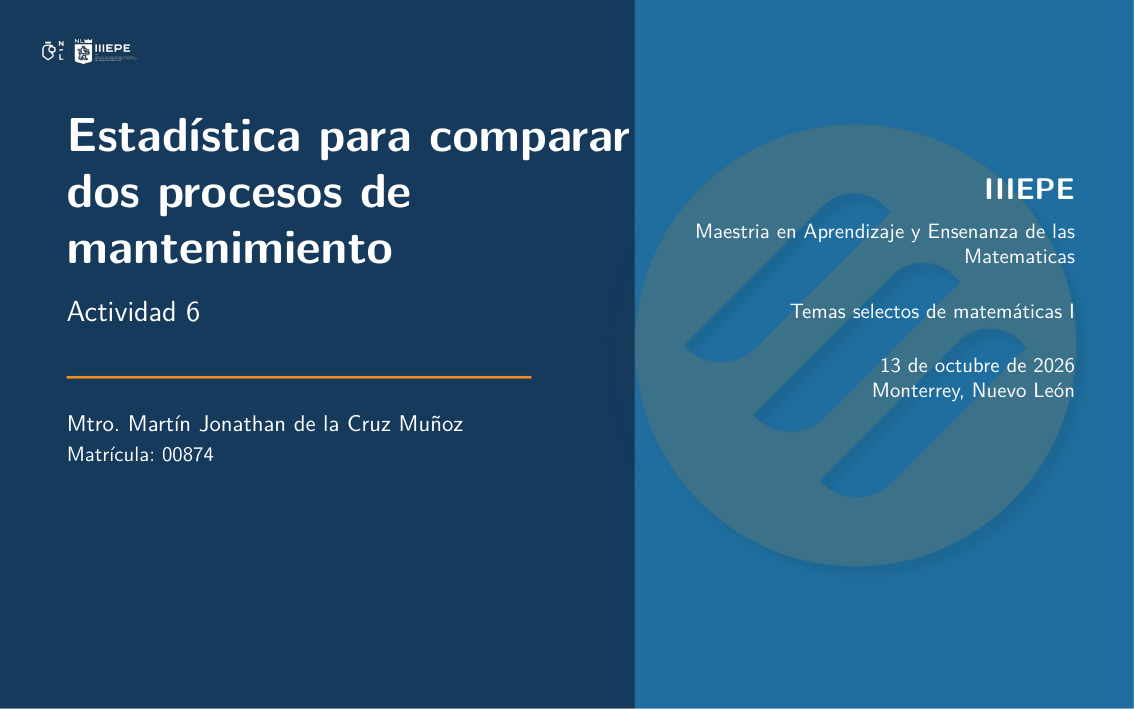 N
L
NL
IIIEPE
Estadística para comparar
dos procesos de
mantenimiento
Actividad 6
Mtro. Martín Jonathan de la Cruz Muñoz
Matrícula: 00874
IIIEPE
Maestria en Aprendizaje y Ensenanza de las
Matematicas
Temas selectos de matemáticas I
13 de octubre de 2026
Monterrey, Nuevo León